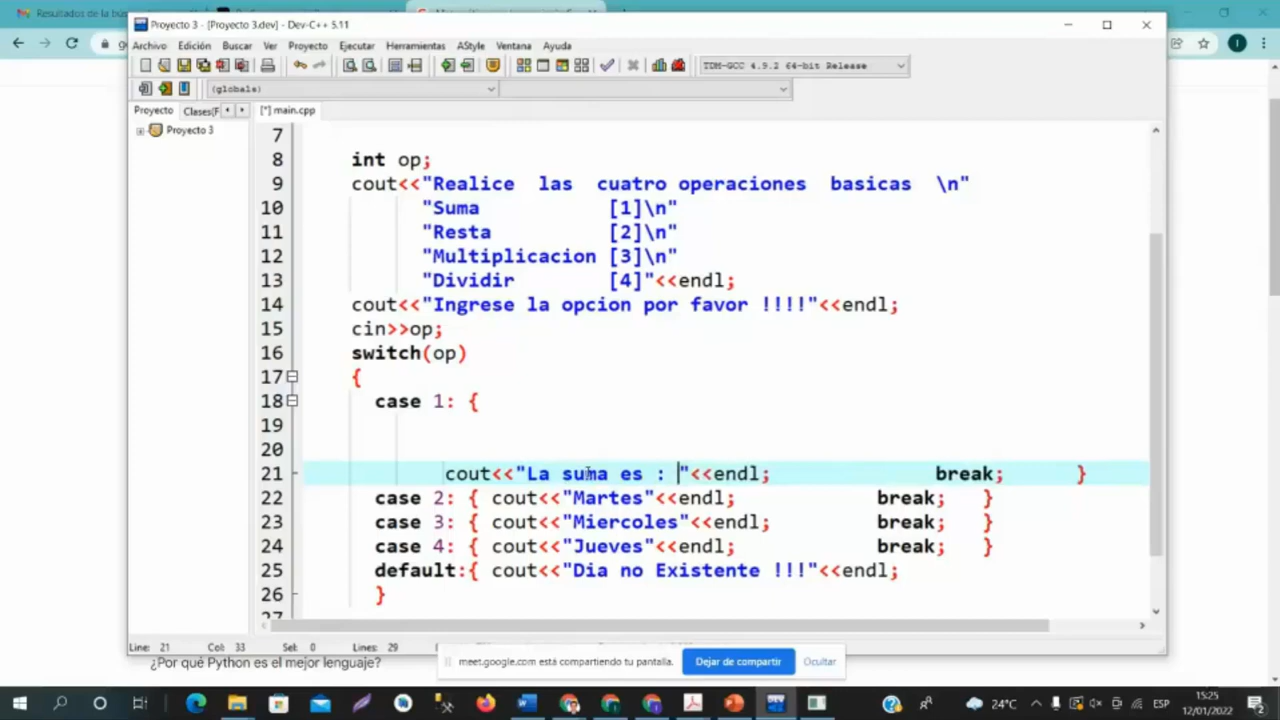 Resultados de la bús
Proyecto 3 - [Proyecto 3.dev] - Dev-C++ 5.11
Archivo Edición Buscar Ver Proyecto Ejecutar Herramientas AStyle Ventana Ayuda
TDM-GCC 4.9.2 64-bit Release
(globals)
Proyecto Clases(F [*] main.cpp
Proyecto 3
7
8 int op;
9 cout<<"Realice las cuatro operaciones basicas \n"
10 "Suma [1]\n"
11 "Resta [2]\n"
12 "Multiplicacion [3]\n"
13 "Dividir [4]"<<endl;
14 cout<<"Ingrese la opcion por favor !!!!"<<endl;
15 cin>>op;
16 switch(op)
17 {
18 case 1: {
19
20
21 cout<<"La suma es : "<<endl; break; }
22 case 2: { cout<<"Martes"<<endl; break; }
23 case 3: { cout<<"Miercoles"<<endl; break; }
24 case 4: { cout<<"Jueves"<<endl; break; }
25 default:{ cout<<"Dia no Existente !!!"<<endl;
26 }
27
Line: 21 Col: 33 Sel: 0 Lines: 29
¿Por qué Python es el mejor lenguaje?
meet.google.com está compartiendo tu pantalla. Dejar de compartir Ocultar
24°C ESP 15:25
12/01/2022